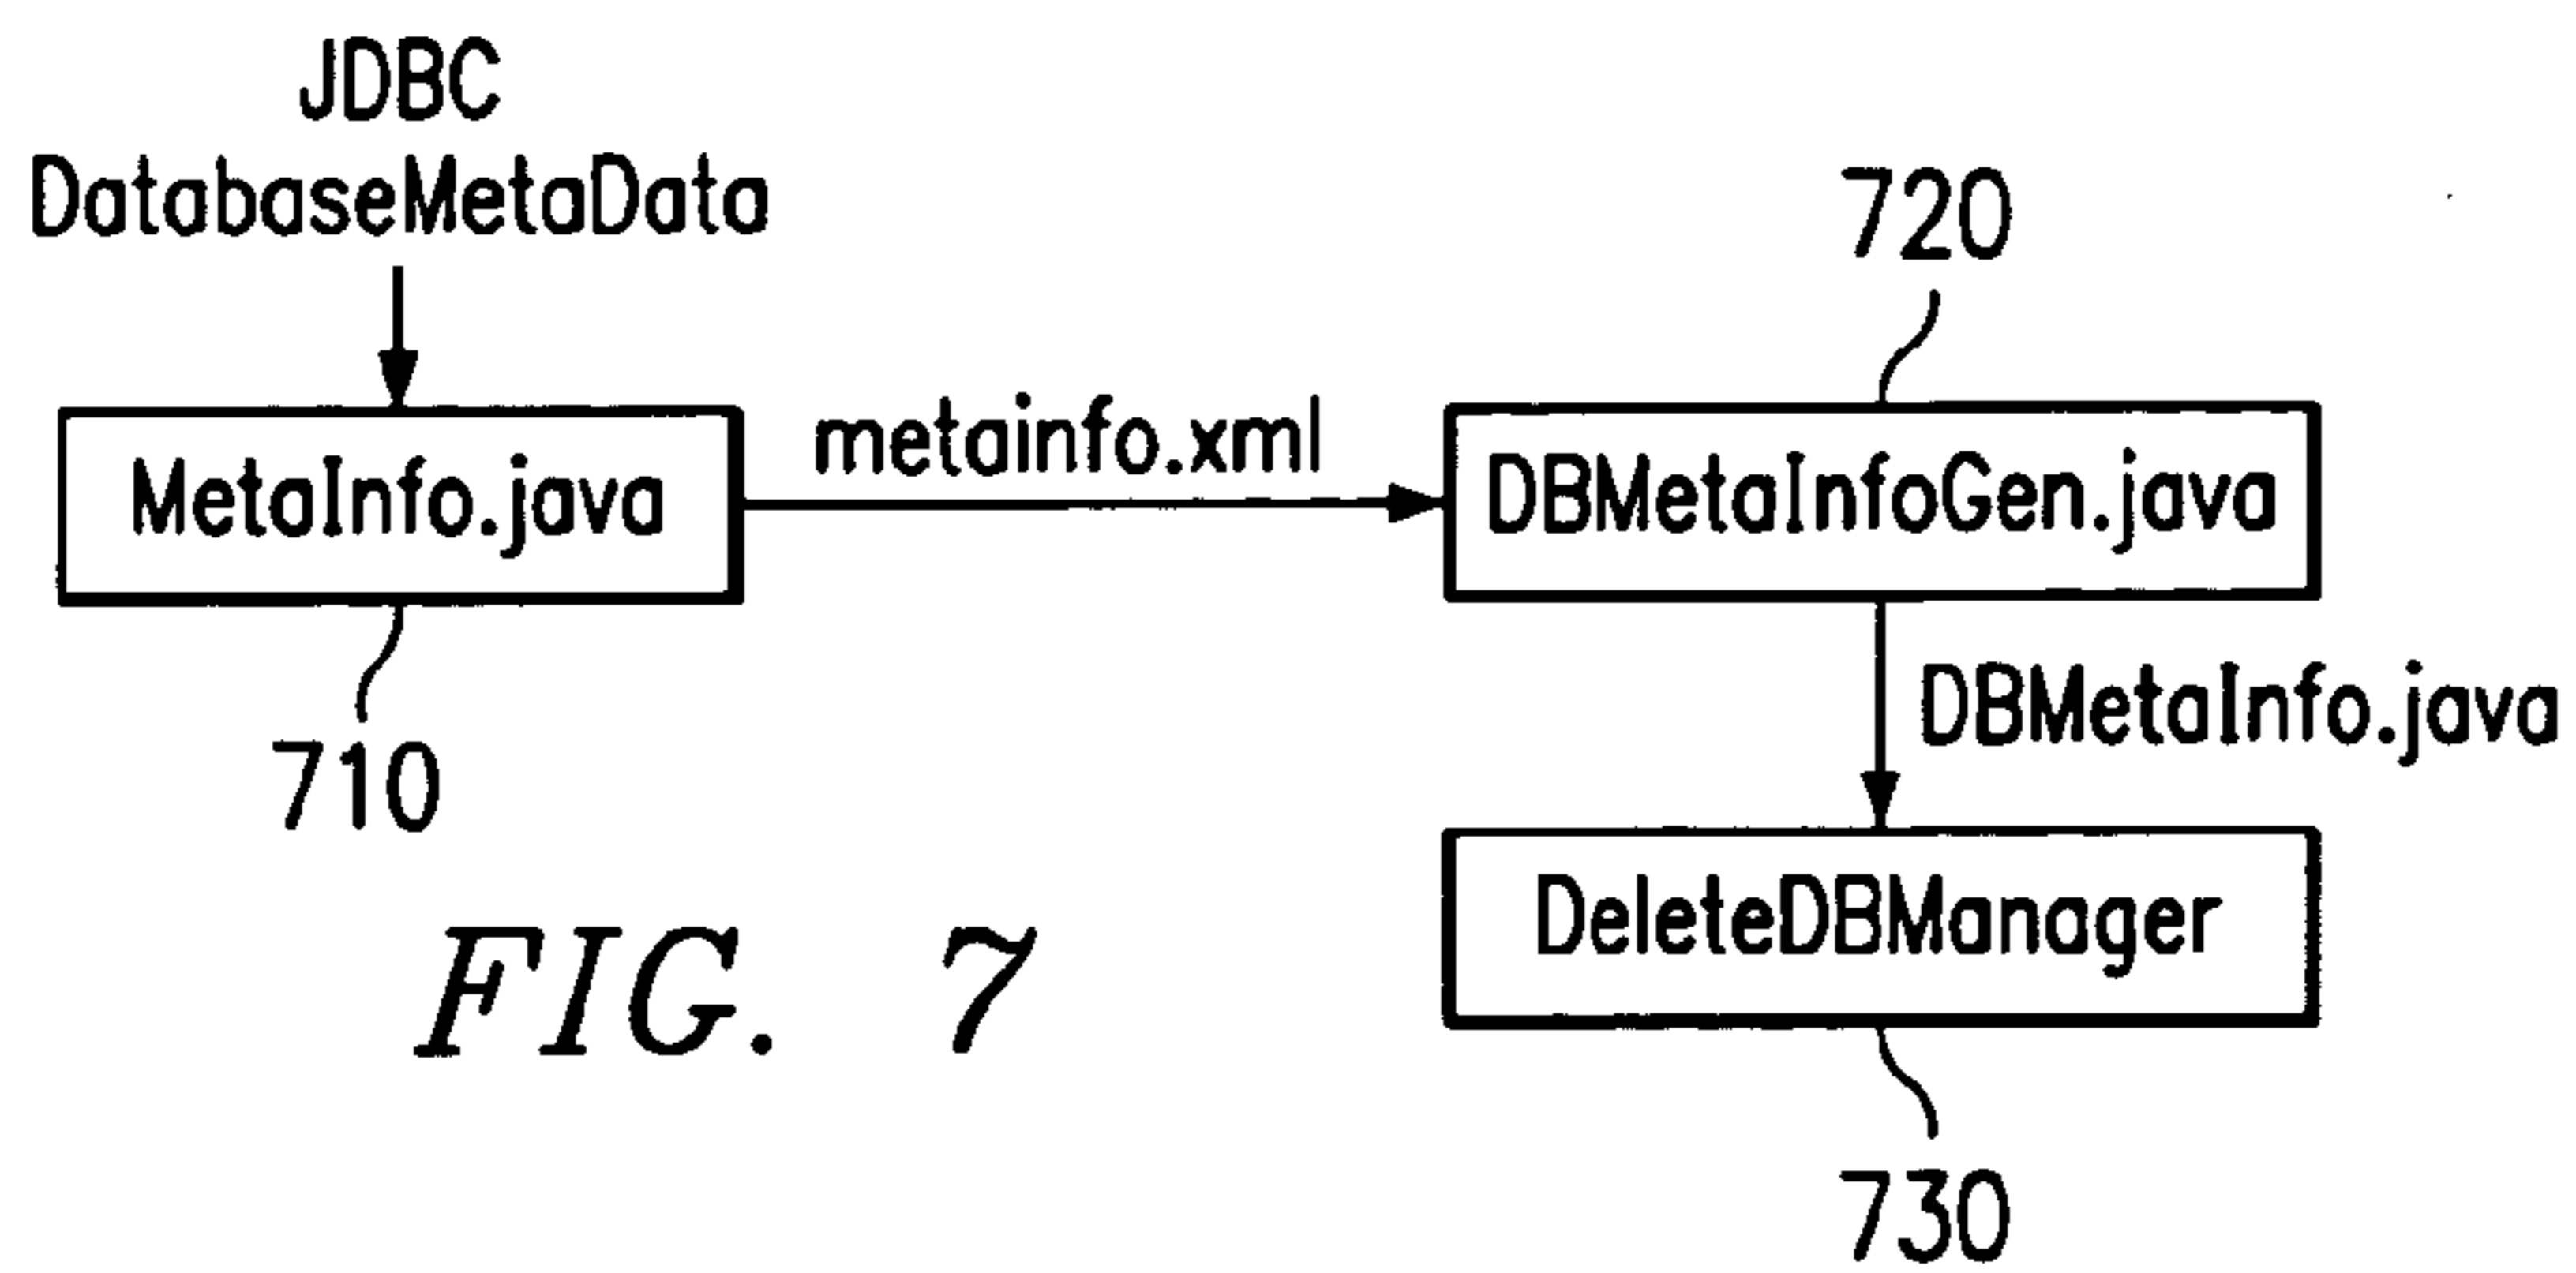 JDBC
DatabaseMetaData
720
metainfo.xml
MetaInfo.java
DBMetaInfoGen.java
DBMetaInfo.java
710
DeleteDBManager
FIG. 7
730